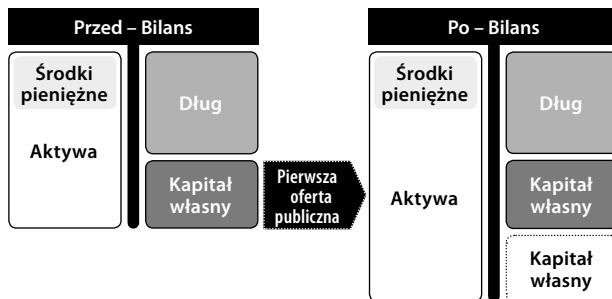 Przed – Bilans
Środki
pieniężne
Aktywa
Dług
Kapitał
własny
Pierwsza
oferta
publiczna
Po – Bilans
Środki
pieniężne
Aktywa
Dług
Kapitał
własny
Kapitał
własny